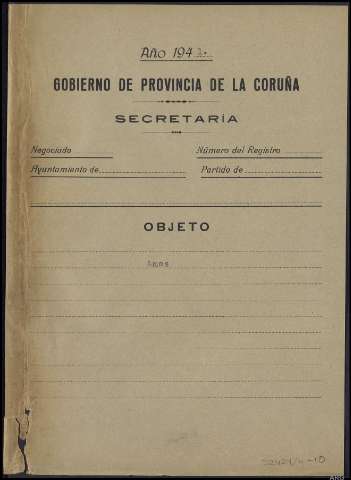 Año 194
GOBIERNO DE PROVINCIA DE LA CORUÑA
SECRETARÍA
Negociado
Número del Registro
Ayuntamiento de
Partido de
OBJETO